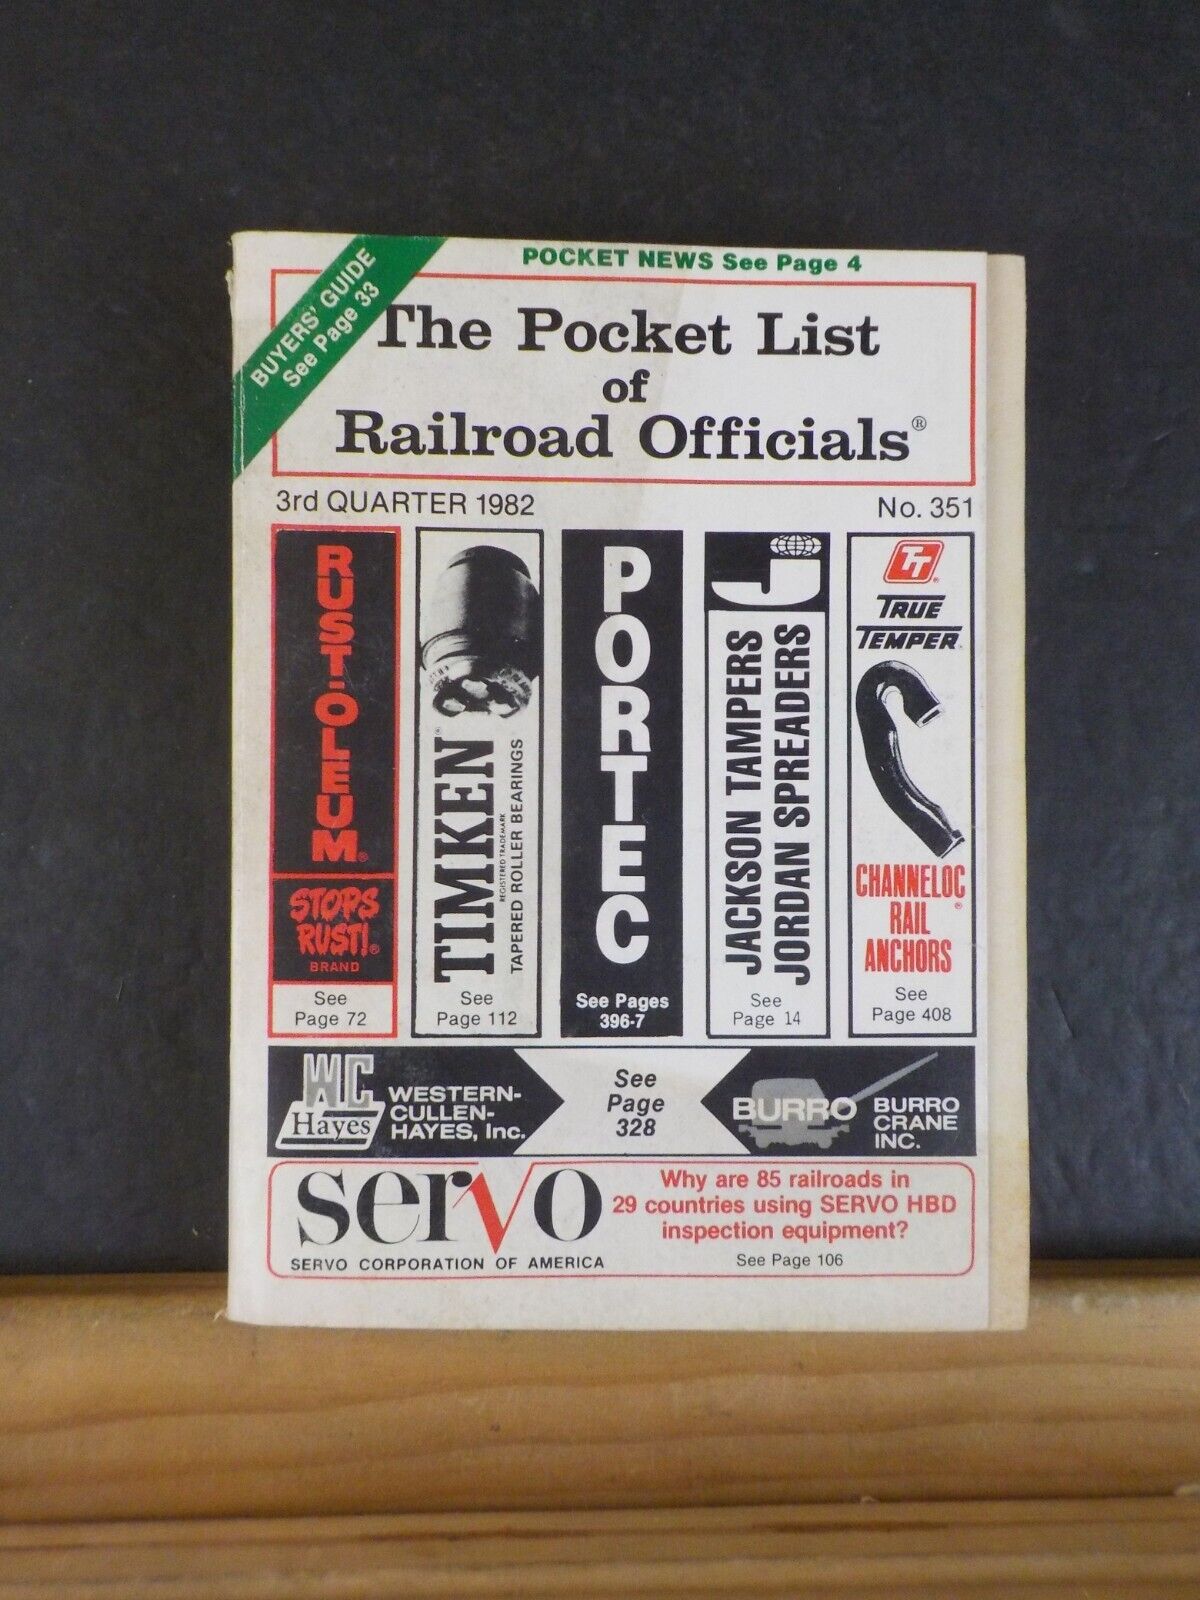 POCKET NEWS See Page 4
BUYERS' GUIDE
See Page 33
The Pocket List
of
Railroad Officials®
3rd QUARTER 1982
No. 351
RUST-OLEUM®
STOPS
RUST!®
BRAND
See
Page 72
TIMKEN®
REGISTERED TRADEMARK
TAPERED ROLLER BEARINGS
See
Page 112
PORTEC
See Pages
396-7
J
JACKSON TAMPERS
JORDAN SPREADERS
See
Page 14
TT®
TRUE
TEMPER®
CHANNELOC®
RAIL
ANCHORS
See
Page 408
WC
Hayes
WESTERN-
CULLEN-
HAYES, Inc.
See
Page
328
BURRO
BURRO
CRANE
INC.
servo
SERVO CORPORATION OF AMERICA
Why are 85 railroads in
29 countries using SERVO HBD
inspection equipment?
See Page 106